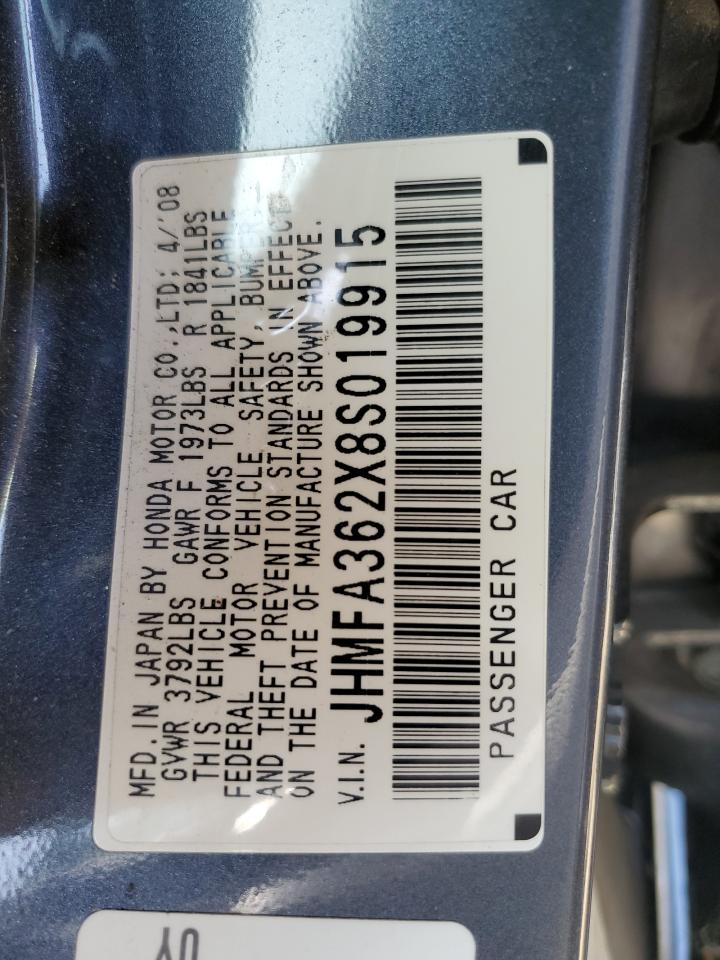 MFD. IN JAPAN BY HONDA MOTOR CO.,LTD; 4/'08
GVWR 3792LBS GAWR F 1973LBS R 1841LBS
THIS VEHICLE CONFORMS TO ALL APPLICABLE
FEDERAL MOTOR VEHICLE SAFETY, BUMPER,
AND THEFT PREVENTION STANDARDS IN EFFECT
ON THE DATE OF MANUFACTURE SHOWN ABOVE.
V.I.N. JHMFA362X8S019915
PASSENGER CAR